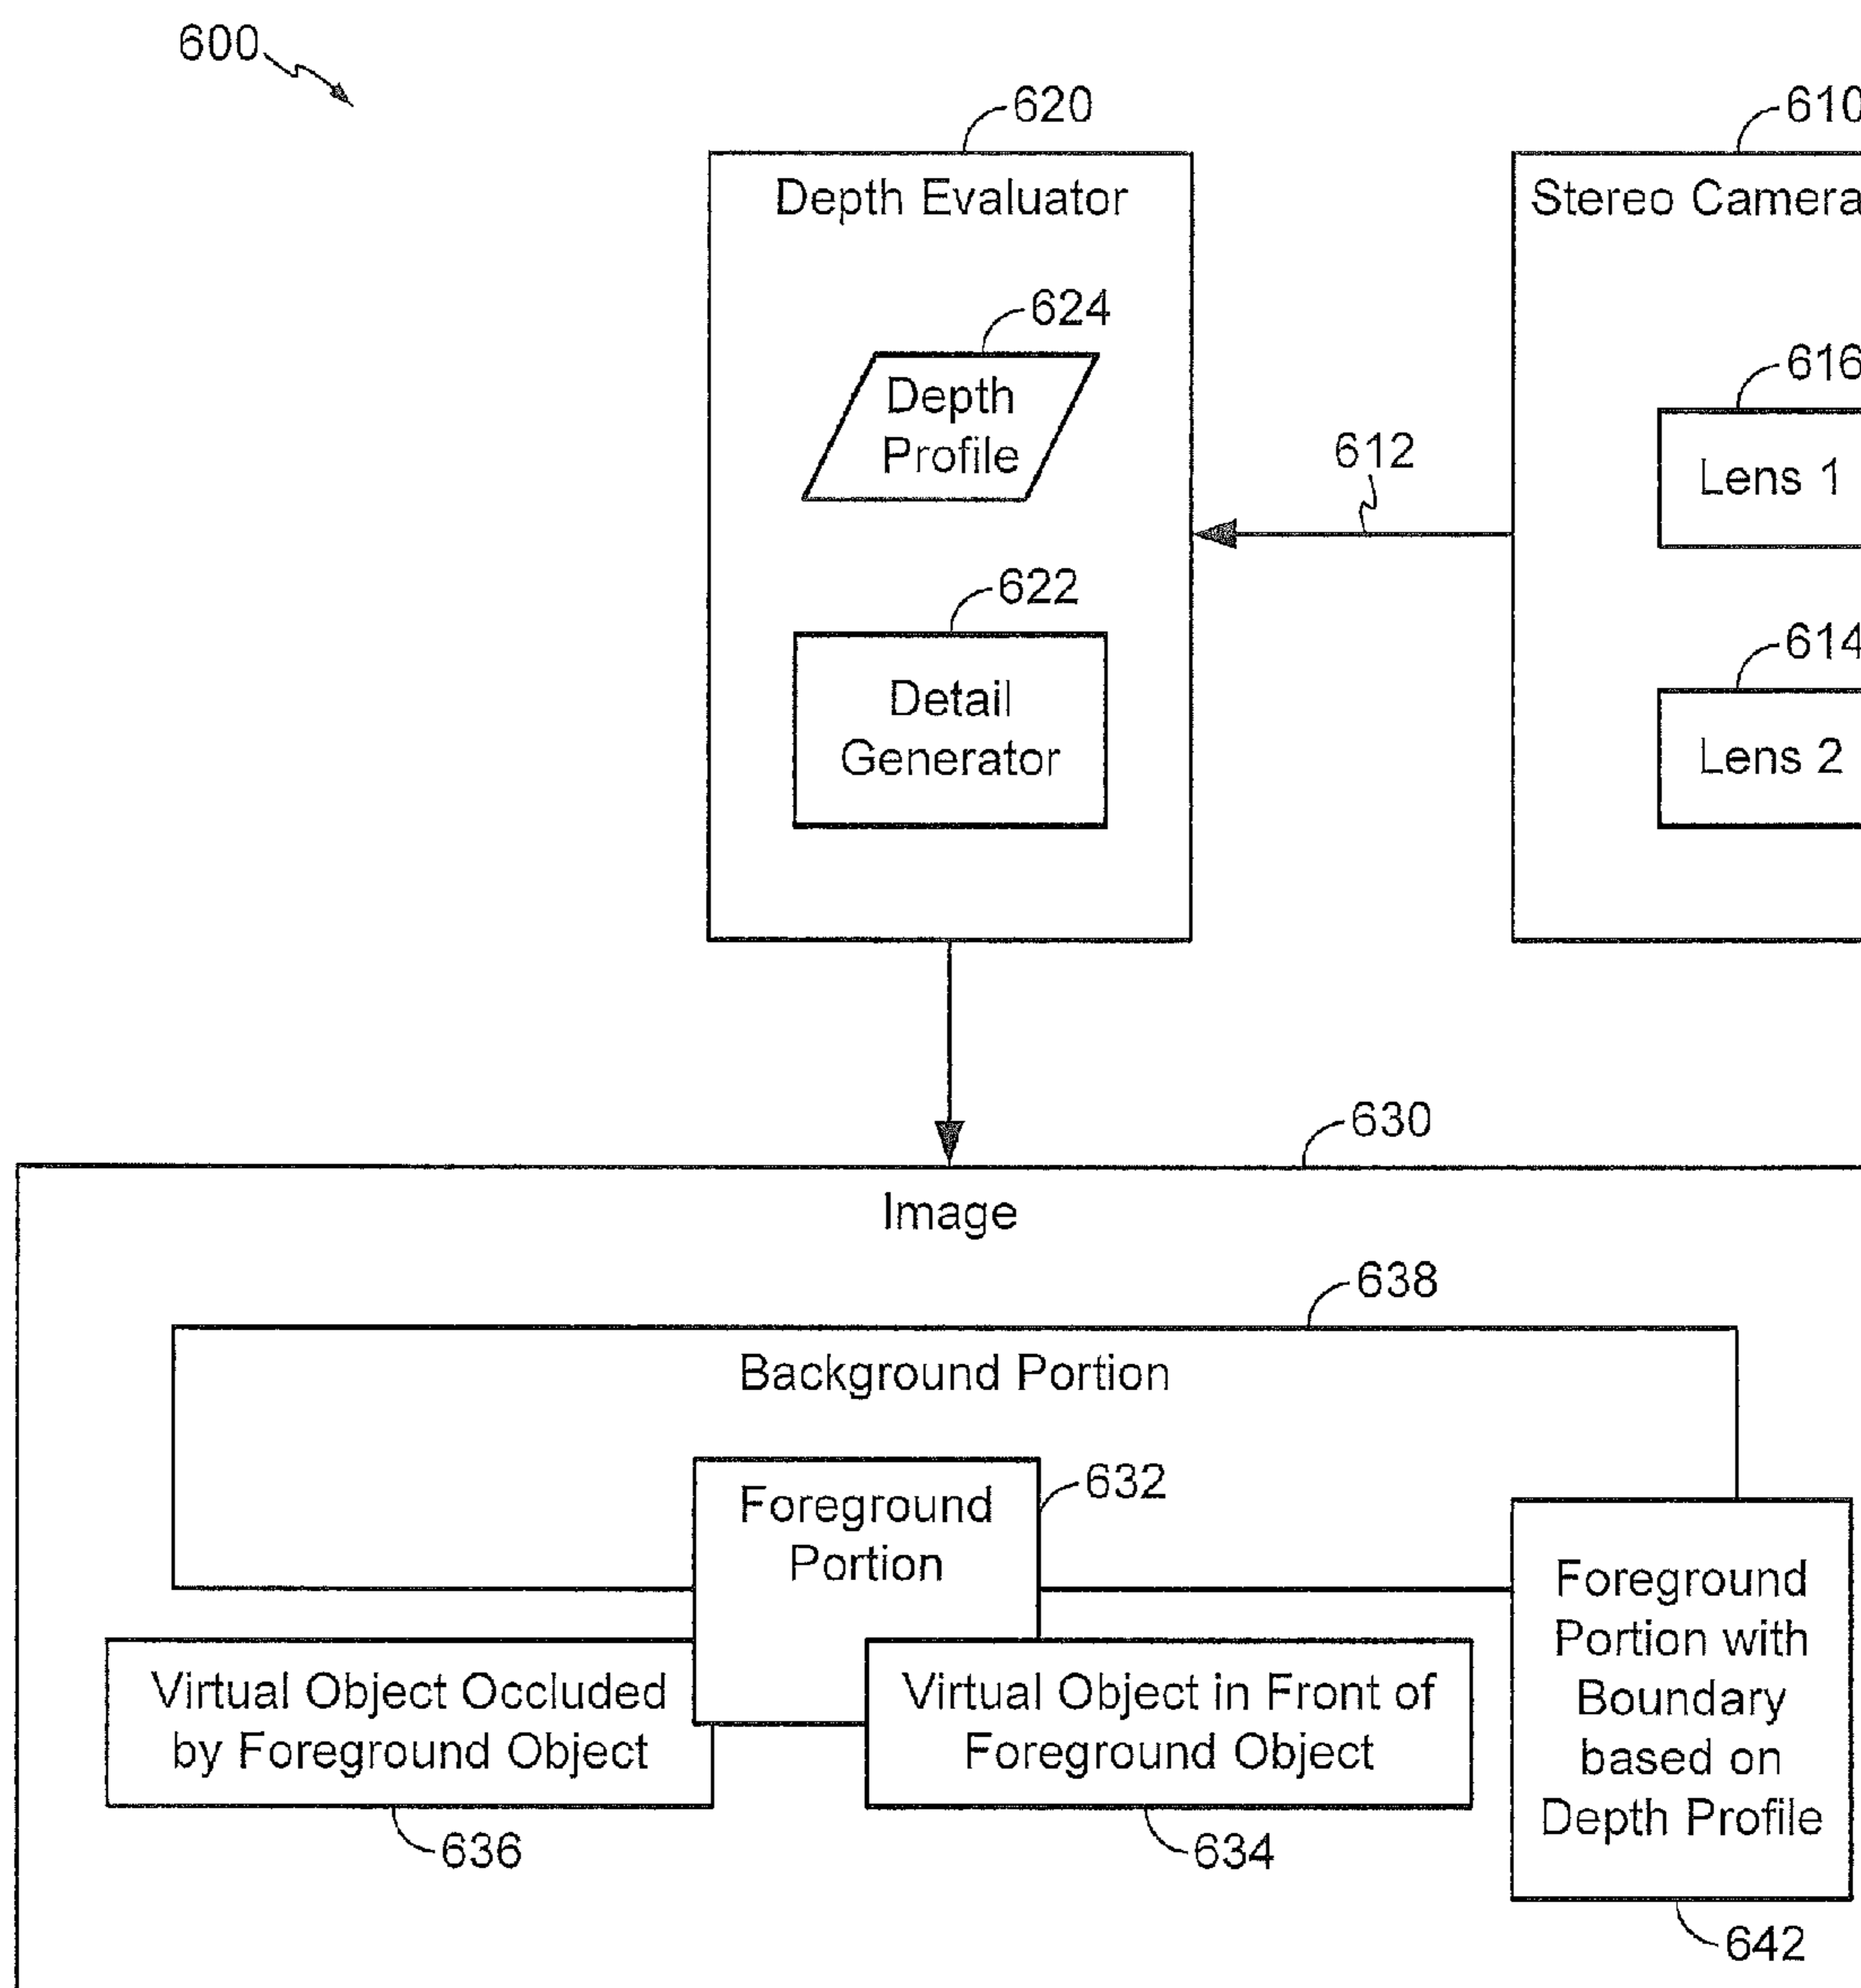 600
620
610
Depth Evaluator
Stereo Camera
624
Depth
Profile
616
612
Lens 1
622
614
Detail
Generator
Lens 2
630
Image
638
Background Portion
632
Foreground
Portion
Foreground
Portion with
Boundary
based on
Depth Profile
Virtual Object Occluded
by Foreground Object
Virtual Object in Front of
Foreground Object
636
634
642